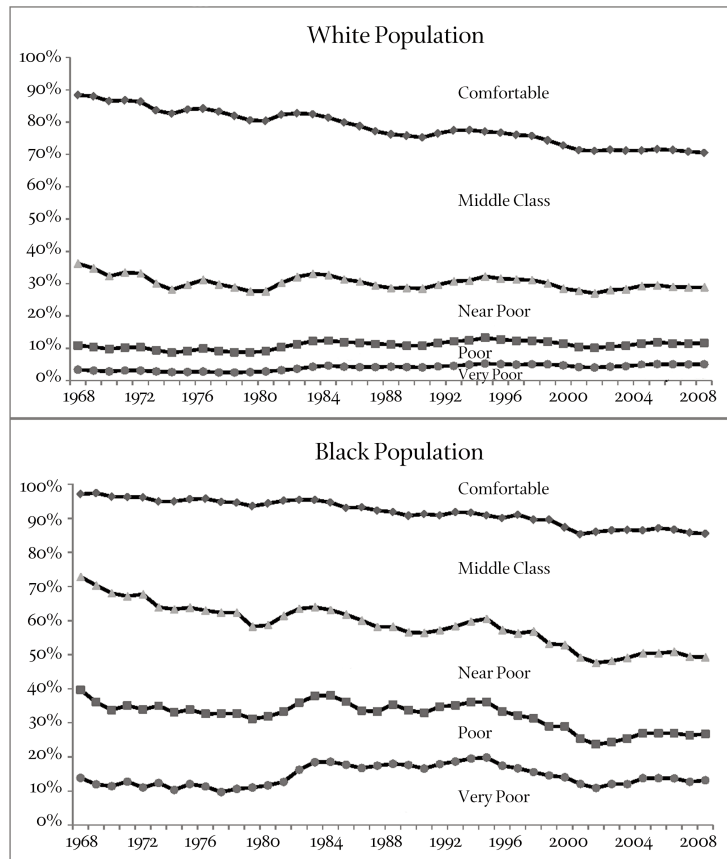 White Population
100%
90%
80%
70%
60%
50%
40%
30%
20%
10%
0%
Comfortable
Middle Class
Near Poor
Poor
Very Poor
1968 1972 1976 1980 1984 1988 1992 1996 2000 2004 2008
Black Population
100%
90%
80%
70%
60%
50%
40%
30%
20%
10%
0%
Comfortable
Middle Class
Near Poor
Poor
Very Poor
1968 1972 1976 1980 1984 1988 1992 1996 2000 2004 2008